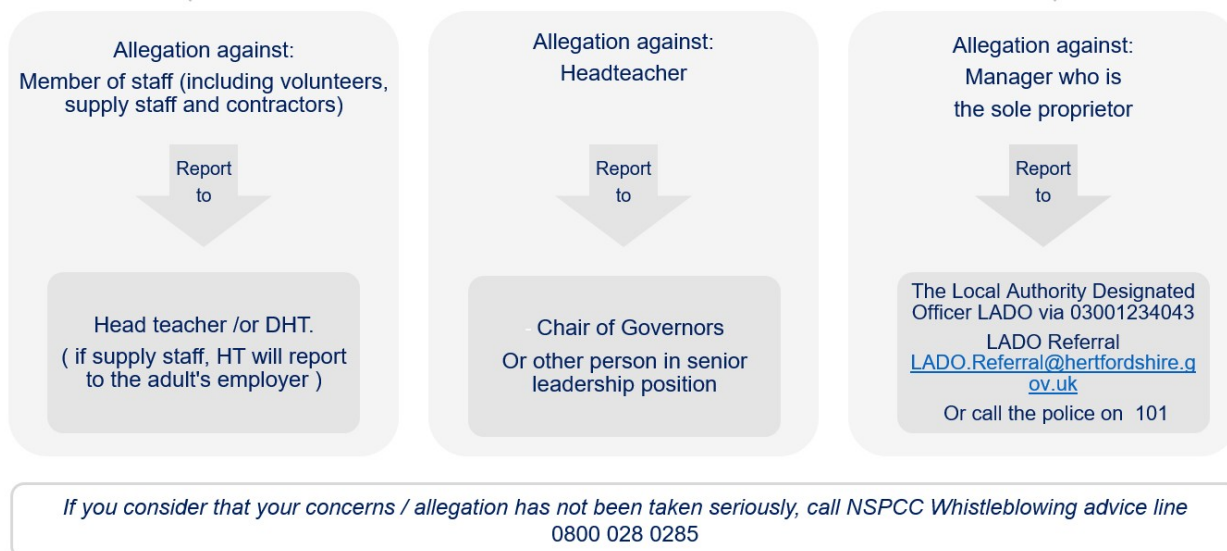 Allegation against:
Member of staff (including volunteers,
supply staff and contractors)
Report
to
Head teacher /or DHT.
( if supply staff, HT will report
to the adult's employer )
Allegation against:
Headteacher
Report
to
- Chair of Governors
Or other person in senior
leadership position
Allegation against:
Manager who is
the sole proprietor
Report
to
The Local Authority Designated
Officer LADO via 03001234043
LADO Referral
LADO.Referral@hertfordshire.g
ov.uk
Or call the police on 101
If you consider that your concerns / allegation has not been taken seriously, call NSPCC Whistleblowing advice line
0800 028 0285